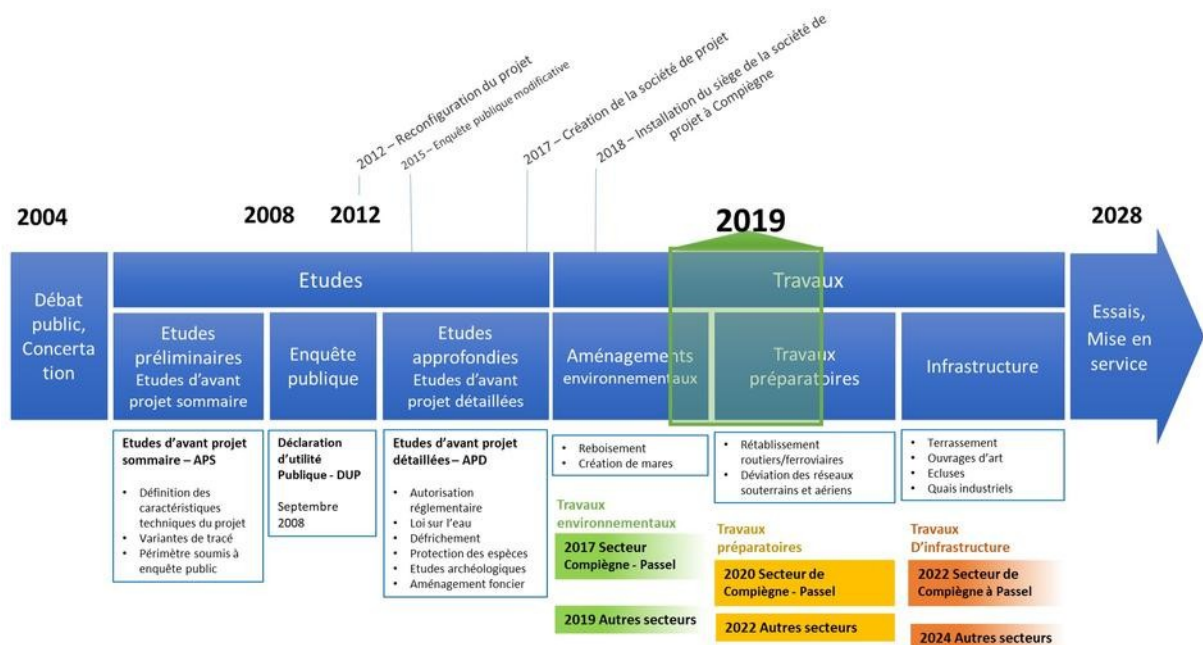 2012 – Reconfiguration du projet
2015 – Enquête publique modificative
2017 – Création de la société de projet
2018 – Installation du siège de la société de
projet à Compiègne
2004
2008
2012
2019
2028
Débat
public,
Concerta
tion
Etudes
Travaux
Etudes
préliminaires
Etudes d'avant
projet sommaire
Enquête
publique
Etudes
approfondies
Etudes d'avant
projet détaillées
Aménagements
environnementaux
Travaux
préparatoires
Infrastructure
Essais,
Mise en
service
Etudes d'avant projet
sommaire – APS
• Définition des
caractéristiques
techniques du projet
• Variantes de tracé
• Périmètre soumis à
enquête public
Déclaration
d'utilité
Publique - DUP
Septembre
2008
Etudes d'avant projet
détaillées – APD
• Autorisation
réglementaire
• Loi sur l'eau
• Défrichement
• Protection des espèces
• Etudes archéologiques
• Aménagement foncier
• Reboisement
• Création de mares
• Rétablissement
routiers/ferroviaires
• Déviation des réseaux
souterrains et aériens
• Terrassement
• Ouvrages d'art
• Ecluses
• Quais industriels
Travaux
environnementaux
2017 Secteur
Compiègne - Passel
2019 Autres secteurs
Travaux
préparatoires
2020 Secteur de
Compiègne - Passel
2022 Autres secteurs
Travaux
D'infrastructure
2022 Secteur de
Compiègne à Passel
2024 Autres secteurs